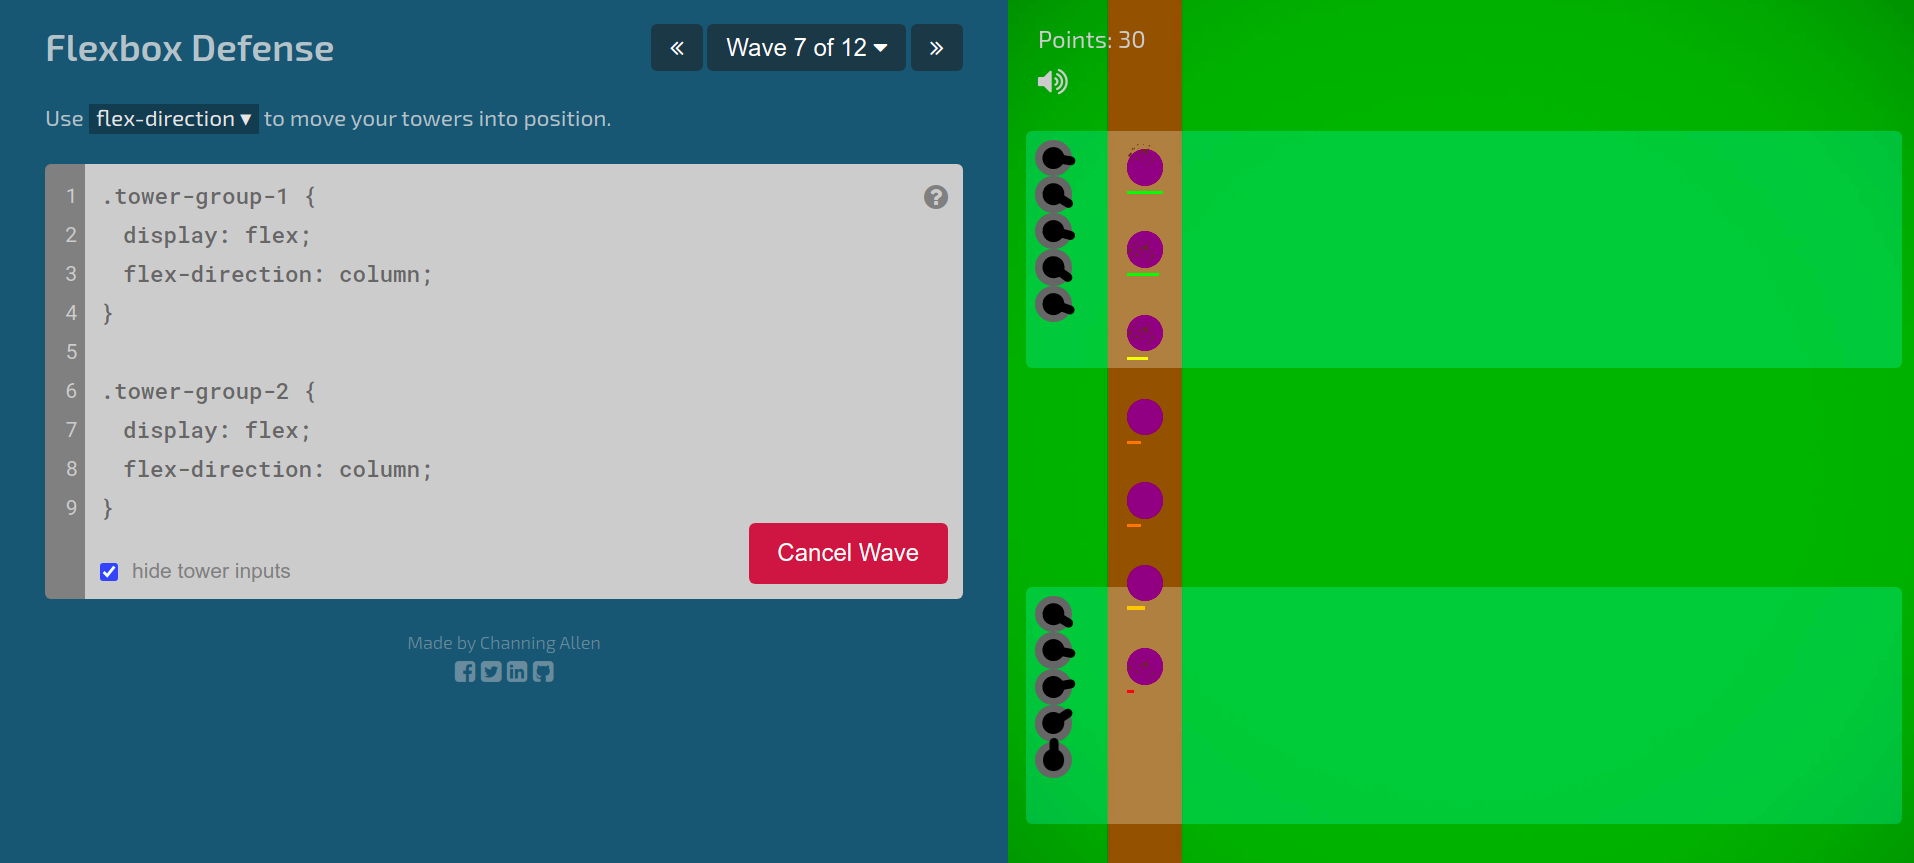 Flexbox Defense
Wave 7 of 12
Use flex-direction ▾ to move your towers into position.
1 .tower-group-1 {
2 display: flex;
3 flex-direction: column;
4 }
5
6 .tower-group-2 {
7 display: flex;
8 flex-direction: column;
9 }
hide tower inputs
Cancel Wave
Made by Channing Allen
Points: 30